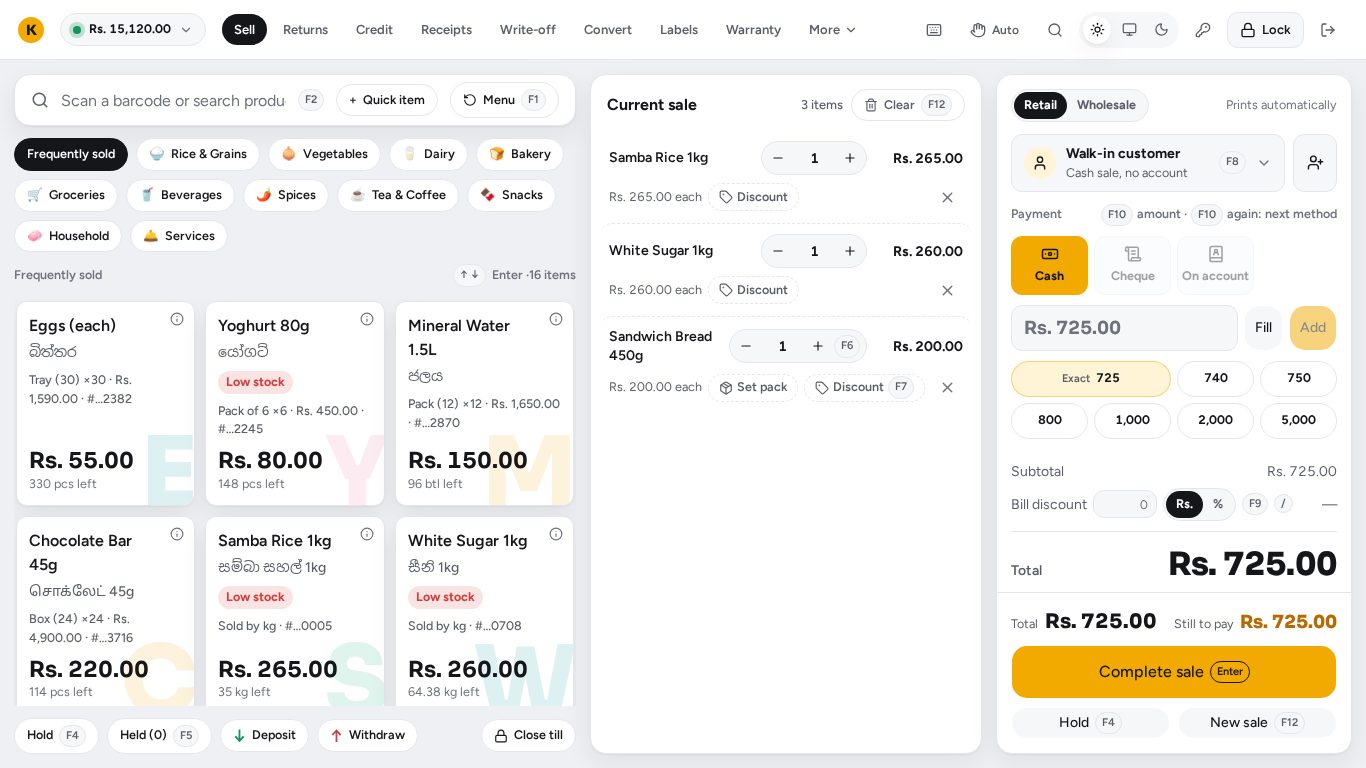 K
Rs. 15,120.00
Sell
Returns
Credit
Receipts
Write-off
Convert
Labels
Warranty
More
Auto
Lock
Scan a barcode or search produ
F2
+ Quick item
Menu F1
Frequently sold
Rice & Grains
Vegetables
Dairy
Bakery
Groceries
Beverages
Spices
Tea & Coffee
Snacks
Household
Services
Frequently sold
↑↓ Enter ·16 items
Eggs (each)
බිත්තර
Tray (30) ×30 · Rs.
1,590.00 · #…2382
E
Rs. 55.00
330 pcs left
Yoghurt 80g
යෝගට්
Low stock
Pack of 6 ×6 · Rs. 450.00 ·
#…2245
Y
Rs. 80.00
148 pcs left
Mineral Water
1.5L
ජලය
Pack (12) ×12 · Rs. 1,650.00
· #…2870
M
Rs. 150.00
96 btl left
Chocolate Bar
45g
சொக்லேட் 45g
Box (24) ×24 · Rs.
4,900.00 · #…3716
C
Rs. 220.00
114 pcs left
Samba Rice 1kg
සම්බා සහල් 1kg
Low stock
Sold by kg · #…0005
S
Rs. 265.00
35 kg left
White Sugar 1kg
සීනි 1kg
Low stock
Sold by kg · #…0708
W
Rs. 260.00
64.38 kg left
Hold F4
Held (0) F5
Deposit
Withdraw
Close till
Current sale
3 items
Clear F12
Samba Rice 1kg
− 1 +
Rs. 265.00
Rs. 265.00 each
Discount
White Sugar 1kg
− 1 +
Rs. 260.00
Rs. 260.00 each
Discount
Sandwich Bread
450g
− 1 + F6
Rs. 200.00
Rs. 200.00 each
Set pack
Discount F7
Retail
Wholesale
Prints automatically
Walk-in customer
Cash sale, no account
F8
Payment
F10 amount · F10 again: next method
Cash
Cheque
On account
Rs. 725.00
Fill
Add
Exact 725
740
750
800
1,000
2,000
5,000
Subtotal
Rs. 725.00
Bill discount
0
Rs.
%
F9
/
—
Total
Rs. 725.00
Total Rs. 725.00
Still to pay Rs. 725.00
Complete sale Enter
Hold F4
New sale F12